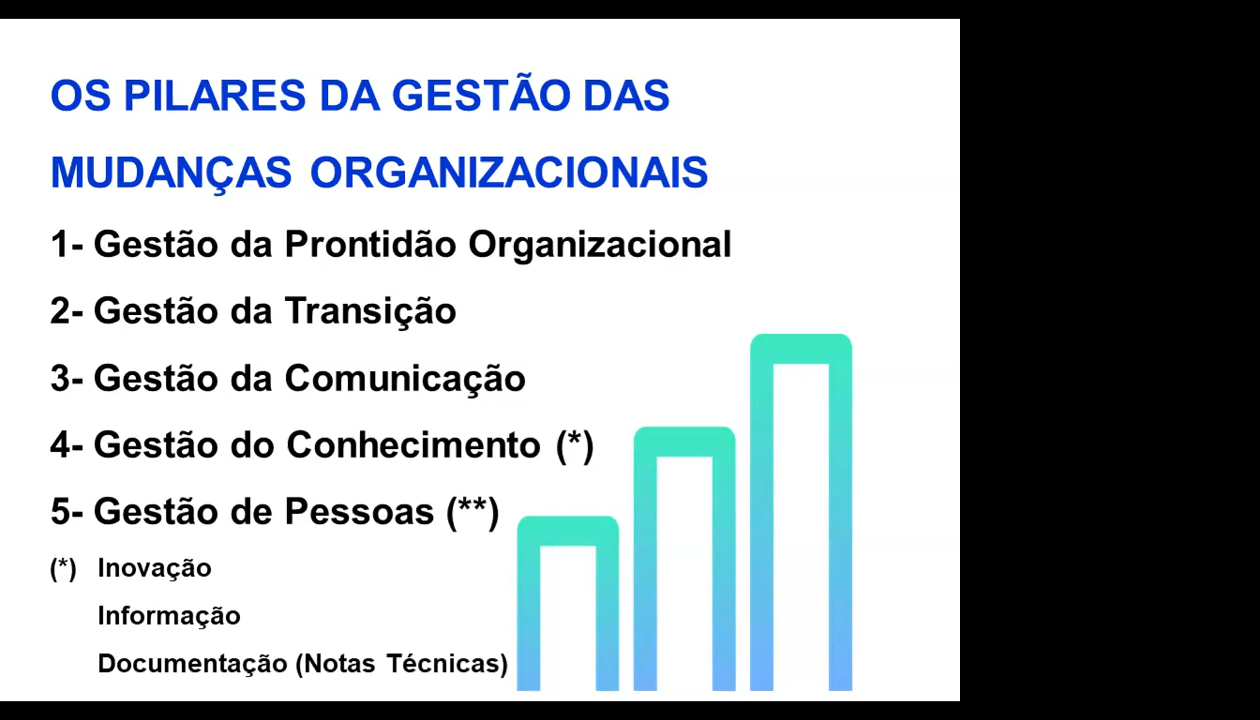 OS PILARES DA GESTÃO DAS
MUDANÇAS ORGANIZACIONAIS
1- Gestão da Prontidão Organizacional
2- Gestão da Transição
3- Gestão da Comunicação
4- Gestão do Conhecimento (*)
5- Gestão de Pessoas (**)
(*) Inovação
Informação
Documentação (Notas Técnicas)